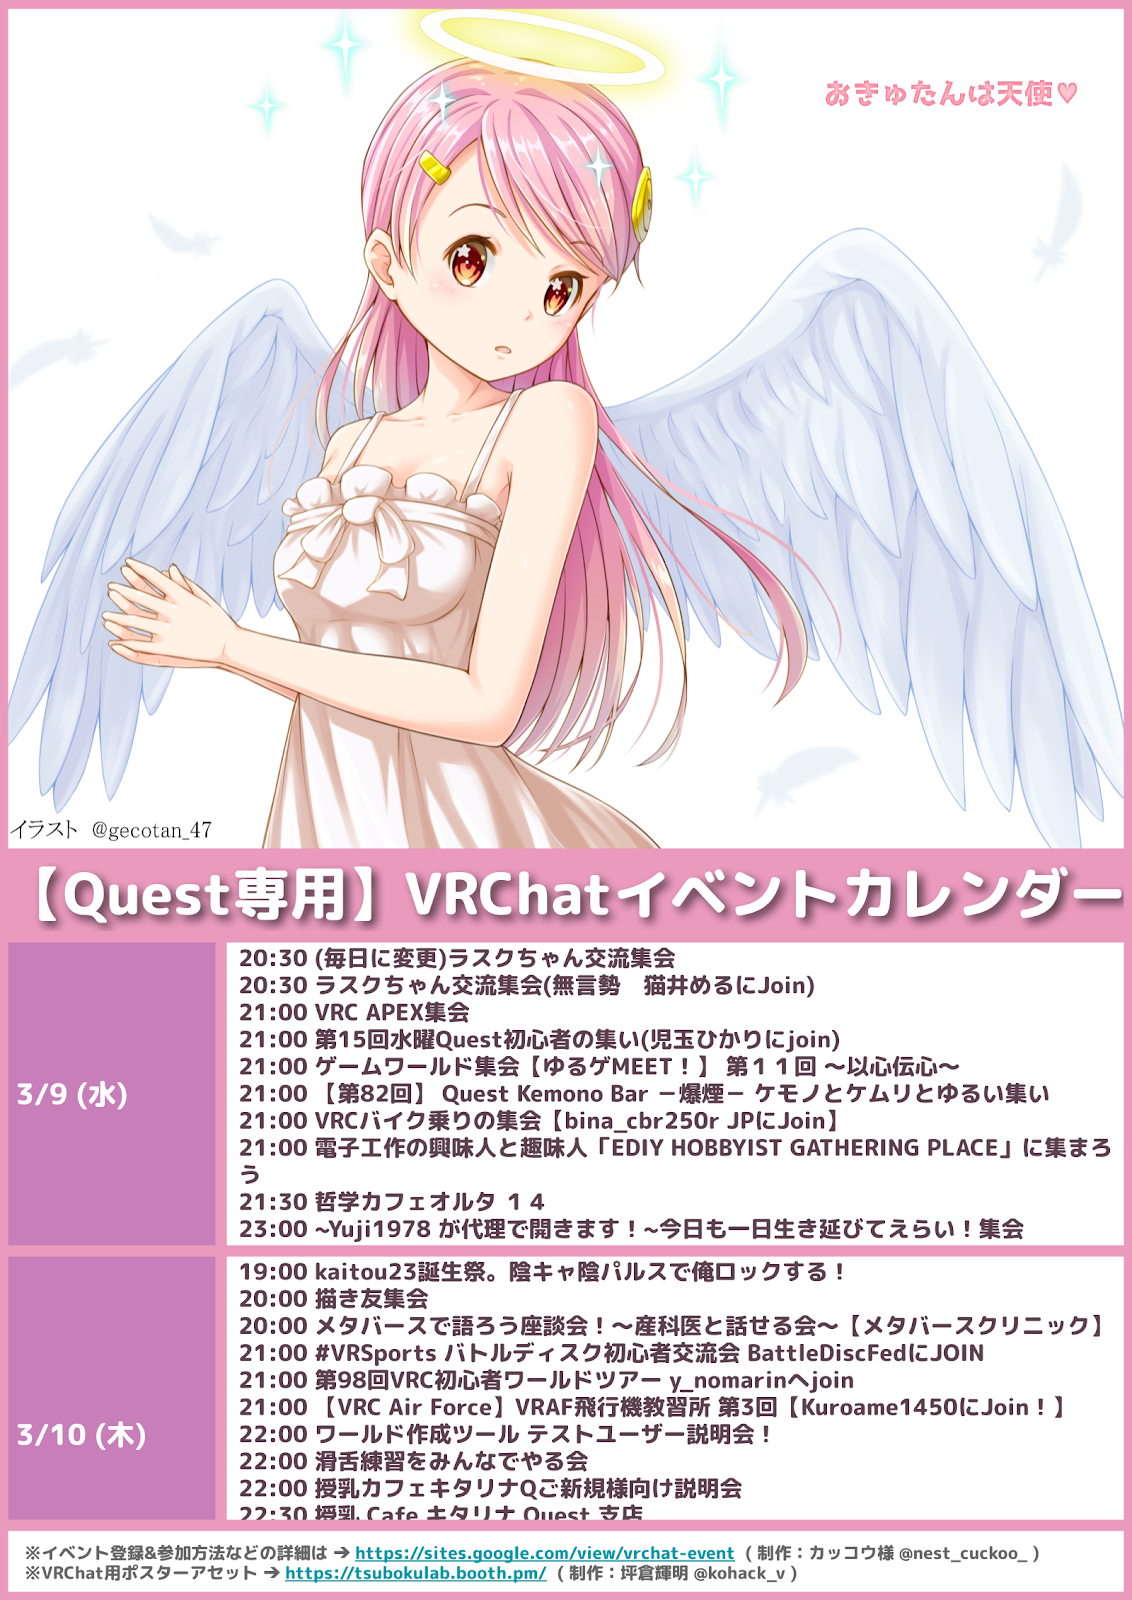 おきゅたんは天使♥
イラスト @gecotan_47
【Quest専用】VRChatイベントカレンダー
3/9 (水)
20:30 (毎日に変更)ラスクちゃん交流集会
20:30 ラスクちゃん交流集会(無言勢　猫井めるにJoin)
21:00 VRC APEX集会
21:00 第15回水曜Quest初心者の集い(児玉ひかりにjoin)
21:00 ゲームワールド集会【ゆるゲMEET！】 第１１回 〜以心伝心〜
21:00 【第82回】 Quest Kemono Bar －爆煙－ ケモノとケムリとゆるい集い
21:00 VRCバイク乗りの集会【bina_cbr250r JPにJoin】
21:00 電子工作の興味人と趣味人「EDIY HOBBYIST GATHERING PLACE」に集まろ
う
21:30 哲学カフェオルタ １４
23:00 ~Yuji1978 が代理で開きます！~今日も一日生き延びてえらい！集会
3/10 (木)
19:00 kaitou23誕生祭。陰キャ陰パルスで俺ロックする！
20:00 描き友集会
20:00 メタバースで語ろう座談会！〜産科医と話せる会〜【メタバースクリニック】
21:00 #VRSports バトルディスク初心者交流会 BattleDiscFedにJOIN
21:00 第98回VRC初心者ワールドツアー y_nomarinへjoin
21:00 【VRC Air Force】VRAF飛行機教習所 第3回【Kuroame1450にJoin！】
22:00 ワールド作成ツール テストユーザー説明会！
22:00 滑舌練習をみんなでやる会
22:00 授乳カフェキタリナQご新規様向け説明会
22:30 授乳 Cafe キタリナ Quest 支店
※イベント登録&参加方法などの詳細は → https://sites.google.com/view/vrchat-event ( 制作：カッコウ様 @nest_cuckoo_ )
※VRChat用ポスターアセット → https://tsubokulab.booth.pm/ ( 制作：坪倉輝明 @kohack_v )